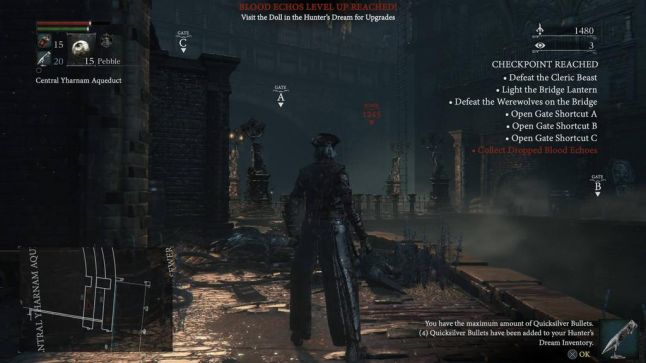 BLOOD ECHOS LEVEL UP REACHED!
Visit the Doll in the Hunter's Dream for Upgrades
15
20
15 Pebble
Central Yharnam Aqueduct
GATE
C
GATE
A
1245
GATE
B
1480
3
CHECKPOINT REACHED
• Defeat the Cleric Beast
• Light the Bridge Lantern
• Defeat the Werewolves on the Bridge
• Open Gate Shortcut A
• Open Gate Shortcut B
• Open Gate Shortcut C
• Collect Dropped Blood Echoes
NTRAL YHARNAM AQU
SEWER
You have the maximum amount of Quicksilver Bullets.
(4) Quicksilver Bullets have been added to your Hunter's
Dream Inventory.
OK